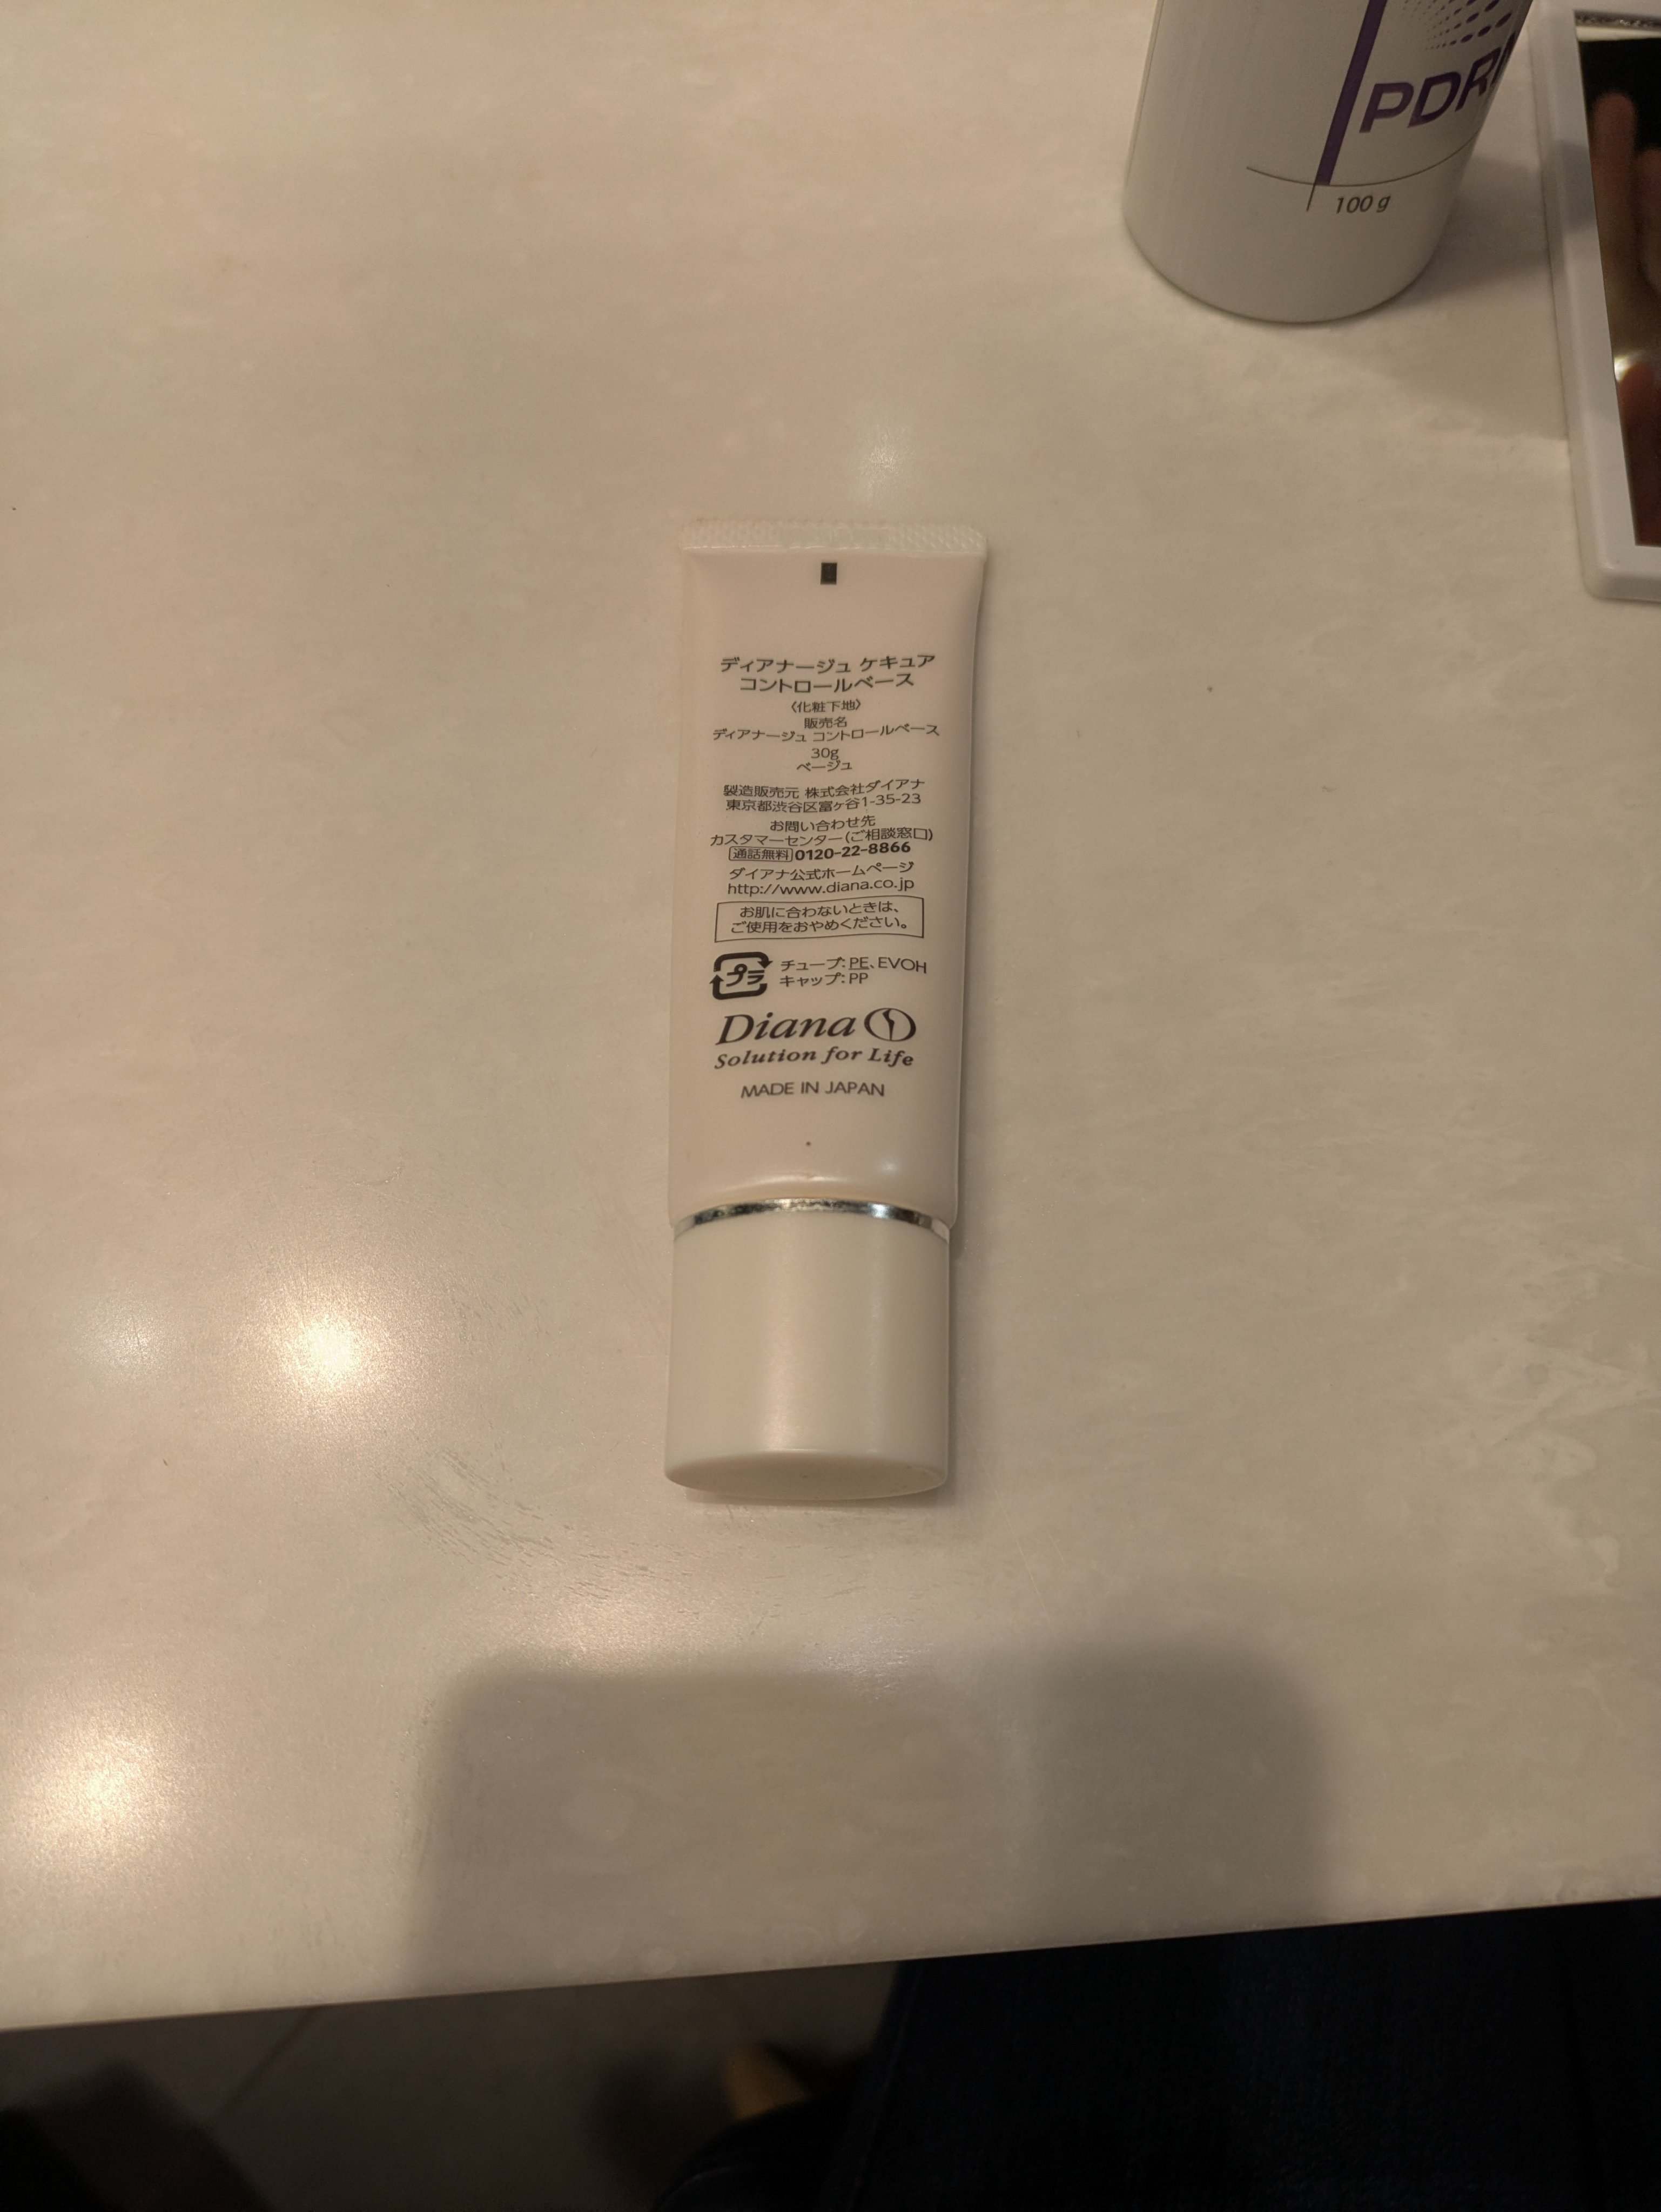 PDR
100 g
ディアナージュ ケキュア
コントロールベース
〈化粧下地〉
販売名
ディアナージュ コントロールベース
30g
ベージュ
製造販売元 株式会社ダイアナ
東京都渋谷区富ヶ谷1-35-23
お問い合わせ先
カスタマーセンター(ご相談窓口)
通話無料 0120-22-8866
ダイアナ公式ホームページ
http://www.diana.co.jp
お肌に合わないときは、
ご使用をおやめください。
プラ チューブ:PE、EVOH
キャップ:PP
Diana
Solution for Life
MADE IN JAPAN